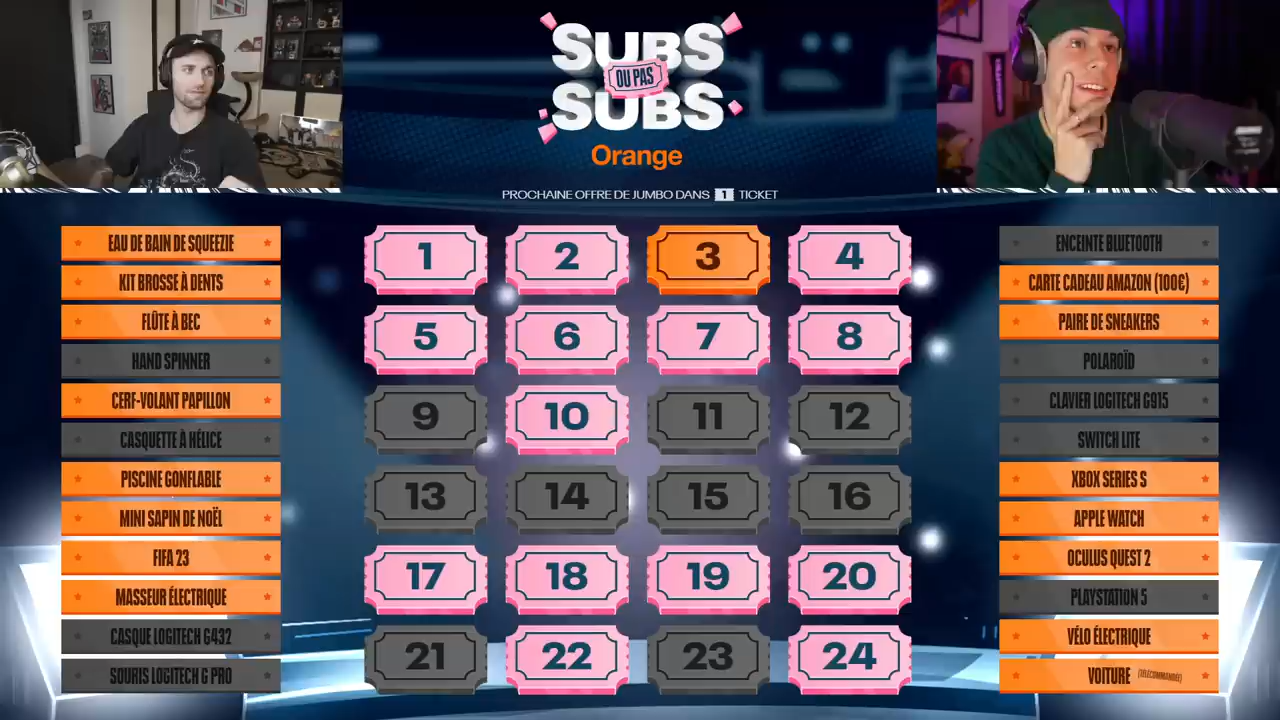 SUBS
OU PAS
SUBS
Orange
PROCHAINE OFFRE DE JUMBO DANS 1 TICKET
EAU DE BAIN DE SQUEEZIE
KIT BROSSE À DENTS
FLÛTE À BEC
HAND SPINNER
CERF-VOLANT PAPILLON
CASQUETTE À HÉLICE
PISCINE GONFLABLE
MINI SAPIN DE NOËL
FIFA 23
MASSEUR ÉLECTRIQUE
CASQUE LOGITECH G432
SOURIS LOGITECH G PRO
1 2 3 4
5 6 7 8
9 10 11 12
13 14 15 16
17 18 19 20
21 22 23 24
ENCEINTE BLUETOOTH
CARTE CADEAU AMAZON (100€)
PAIRE DE SNEAKERS
POLAROÏD
CLAVIER LOGITECH G915
SWITCH LITE
XBOX SERIES S
APPLE WATCH
OCULUS QUEST 2
PLAYSTATION 5
VÉLO ÉLECTRIQUE
VOITURE (TÉLÉCOMMANDÉE)